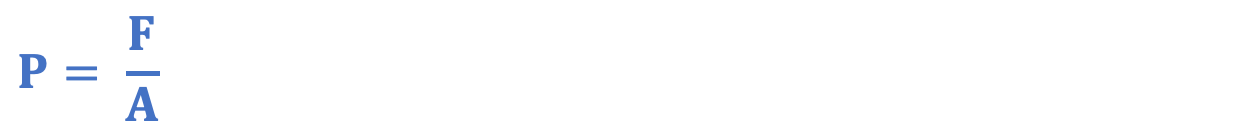 P = F/A